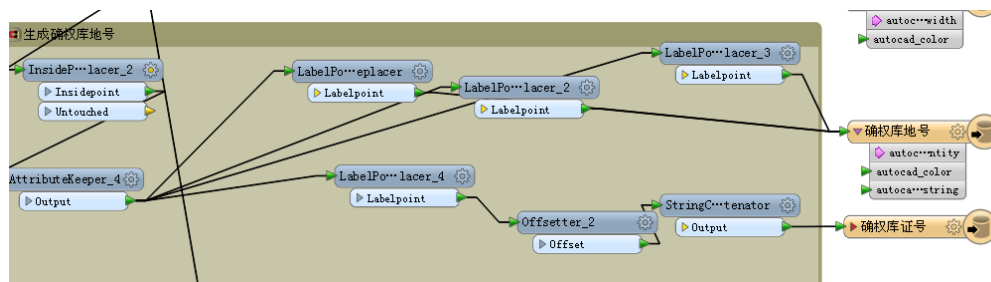 autoc···width
autocad_color
生成确权库地号
LabelPo···lacer_3
Labelpoint
InsideP···lacer_2
Insidepoint
Untouched
LabelPo···eplacer
Labelpoint
LabelPo···lacer_2
Labelpoint
确权库地号
autoc···ntity
autocad_color
autoca···string
AttributeKeeper_4
Output
LabelPo···lacer_4
Labelpoint
Offsetter_2
Offset
StringC···tenator
Output
确权库证号